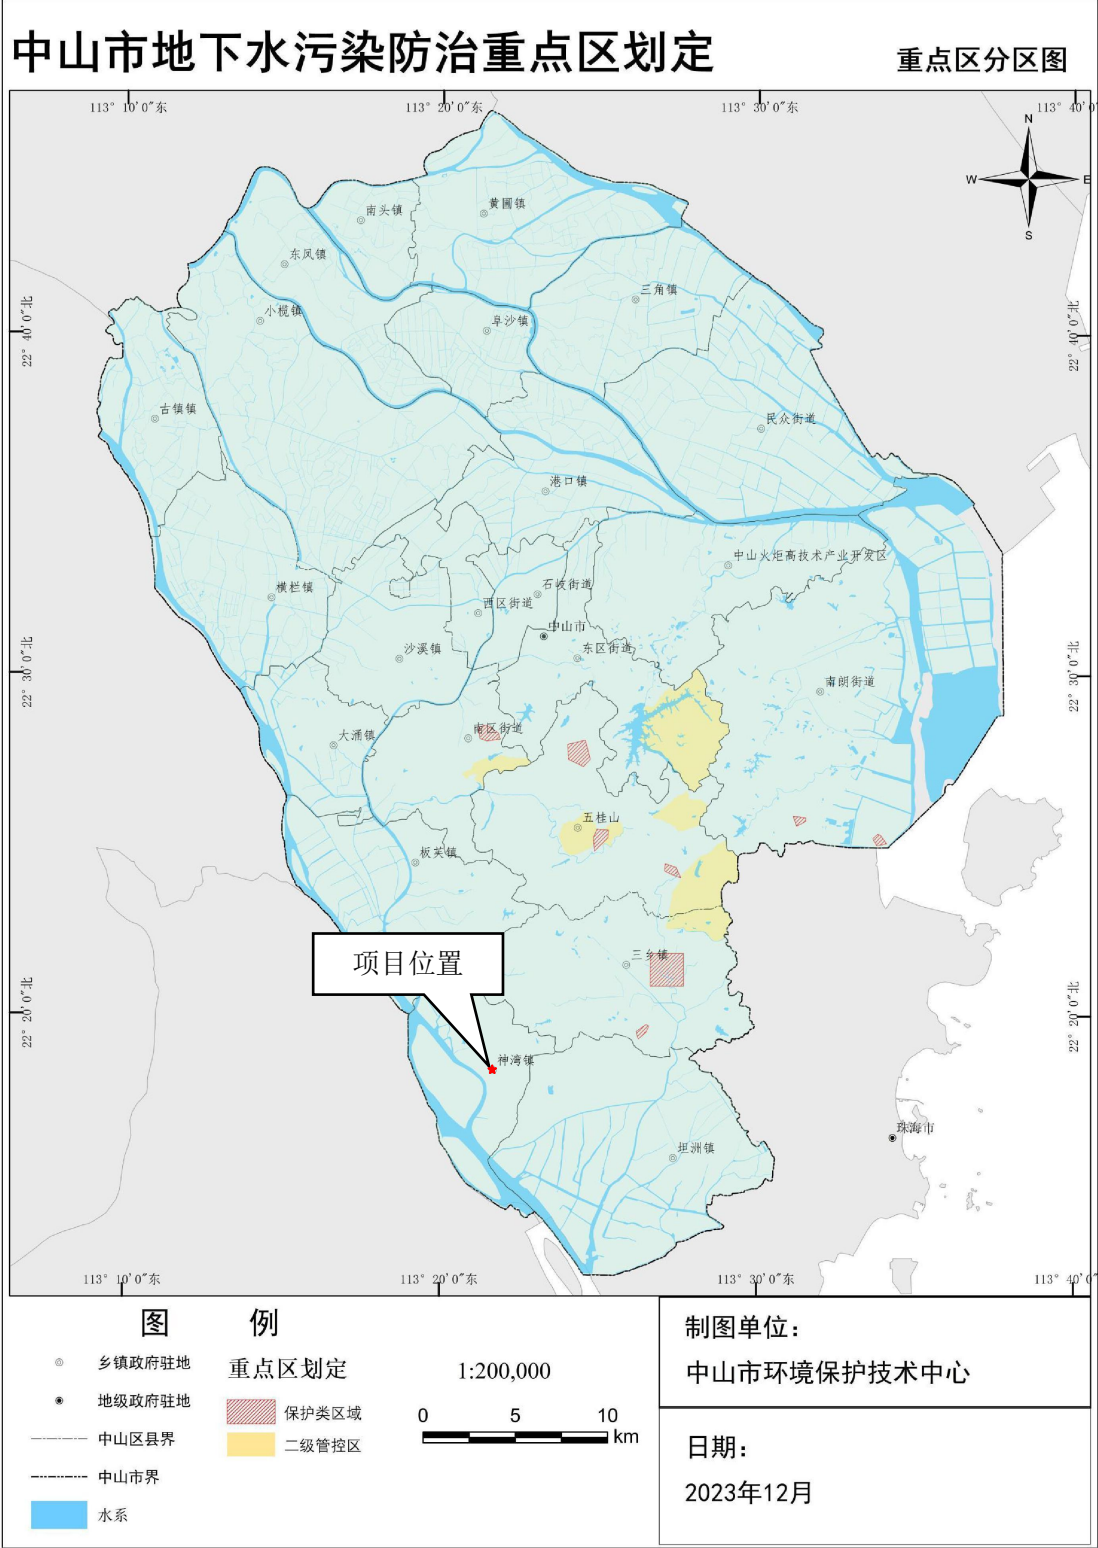 中山市地下水污染防治重点区划定
重点区分区图
113° 10′0″东
113° 20′0″东
113° 30′0″东
113° 40′0
N
W
E
S
黄圃镇
南头镇
东凤镇
三角镇
小榄镇
阜沙镇
22° 40′0″北
22° 40′0″北
古镇镇
民众街道
港口镇
中山火炬高技术产业开发区
石岐街道
横栏镇
西区街道
中山市
沙溪镇
东区街道
22° 30′0″北
22° 30′0″北
南朗街道
南区街道
大涌镇
五桂山
板芙镇
三乡镇
项目位置
22° 20′0″北
22° 20′0″北
神湾镇
珠海市
坦洲镇
113° 10′0″东
113° 20′0″东
113° 30′0″东
113° 40′0
图 例
乡镇政府驻地
地级政府驻地
中山区县界
中山市界
水系
重点区划定
保护类区域
二级管控区
1:200,000
0 5 10
km
制图单位：
中山市环境保护技术中心
日期：
2023年12月